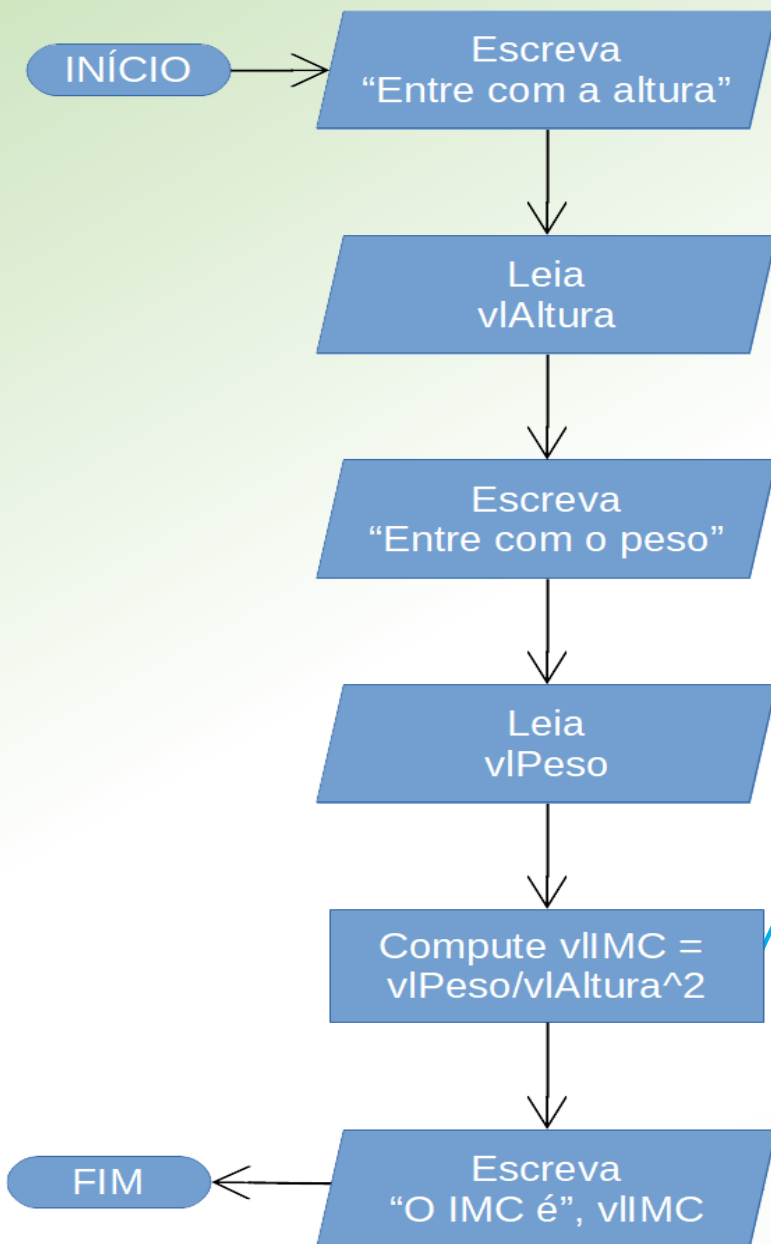 INÍCIO
Escreva
“Entre com a altura”
Leia
vlAltura
Escreva
“Entre com o peso”
Leia
vlPeso
Compute vlIMC =
vlPeso/vlAltura^2
Escreva
“O IMC é”, vlIMC
FIM